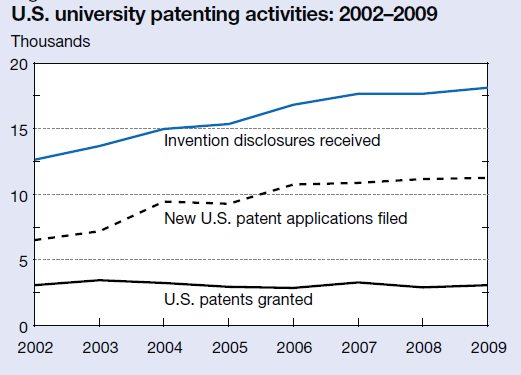 U.S. university patenting activities: 2002–2009
Thousands
20
15
Invention disclosures received
10
New U.S. patent applications filed
5
U.S. patents granted
0
2002 2003 2004 2005 2006 2007 2008 2009